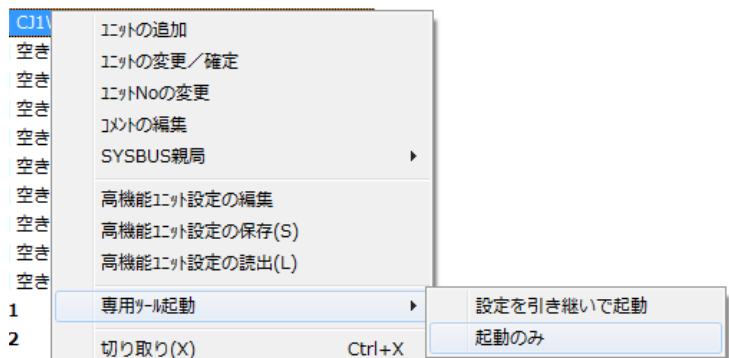 CJ1
ﾕﾆｯﾄの追加
空き
ﾕﾆｯﾄの変更／確定
空き
ﾕﾆｯﾄNoの変更
空き
ｺﾒﾝﾄの編集
空き
SYSBUS親局
空き
高機能ﾕﾆｯﾄ設定の編集
空き
高機能ﾕﾆｯﾄ設定の保存(S)
空き
高機能ﾕﾆｯﾄ設定の読出(L)
空き
空き
1
専用ﾂｰﾙ起動
設定を引き継いで起動
2
起動のみ
切り取り(X) Ctrl+X